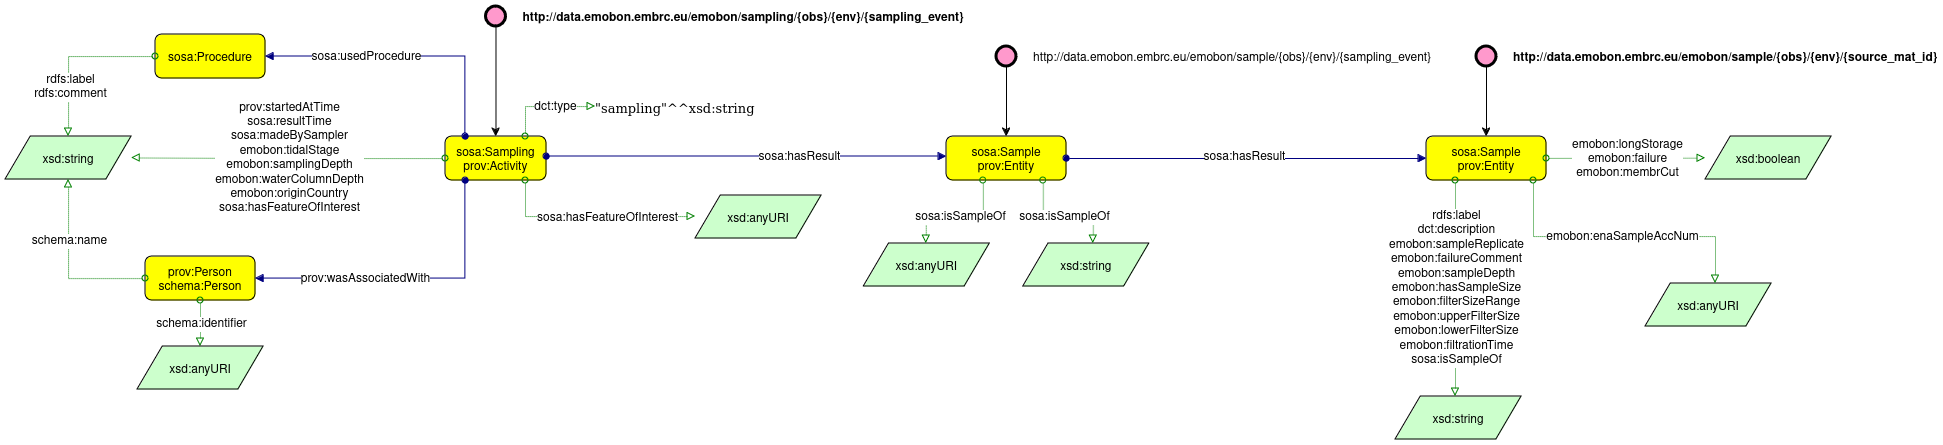 http://data.emobon.embrc.eu/emobon/sampling/{obs}/{env}/{sampling_event}
sosa:Procedure
sosa:usedProcedure
http://data.emobon.embrc.eu/emobon/sample/{obs}/{env}/{sampling_event}
http://data.emobon.embrc.eu/emobon/sample/{obs}/{env}/{source_mat_id}
rdfs:label
rdfs:comment
prov:startedAtTime
sosa:resultTime
sosa:madeBySampler
emobon:tidalStage
emobon:samplingDepth
emobon:waterColumnDepth
emobon:originCountry
sosa:hasFeatureOfInterest
dct:type
"sampling"^^xsd:string
xsd:string
sosa:Sampling
prov:Activity
sosa:hasResult
sosa:Sample
prov:Entity
sosa:hasResult
sosa:Sample
prov:Entity
emobon:longStorage
emobon:failure
emobon:membrCut
xsd:boolean
sosa:hasFeatureOfInterest
xsd:anyURI
sosa:isSampleOf
sosa:isSampleOf
xsd:anyURI
xsd:string
rdfs:label
dct:description
emobon:sampleReplicate
emobon:failureComment
emobon:sampleDepth
emobon:hasSampleSize
emobon:filterSizeRange
emobon:upperFilterSize
emobon:lowerFilterSize
emobon:filtrationTime
sosa:isSampleOf
emobon:enaSampleAccNum
xsd:anyURI
schema:name
prov:Person
schema:Person
prov:wasAssociatedWith
schema:identifier
xsd:anyURI
xsd:string